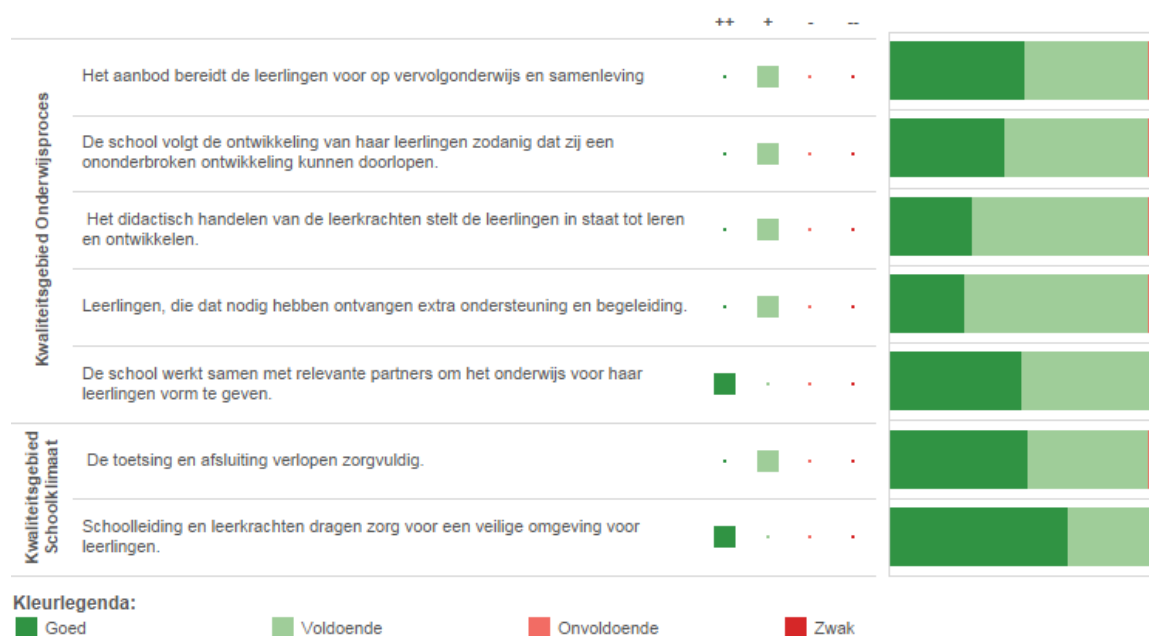 ++ + - --
Kwaliteitsgebied Onderwijsproces
Het aanbod bereidt de leerlingen voor op vervolgonderwijs en samenleving
De school volgt de ontwikkeling van haar leerlingen zodanig dat zij een
ononderbroken ontwikkeling kunnen doorlopen.
Het didactisch handelen van de leerkrachten stelt de leerlingen in staat tot leren
en ontwikkelen.
Leerlingen, die dat nodig hebben ontvangen extra ondersteuning en begeleiding.
De school werkt samen met relevante partners om het onderwijs voor haar
leerlingen vorm te geven.
Kwaliteitsgebied
Schoolklimaat
De toetsing en afsluiting verlopen zorgvuldig.
Schoolleiding en leerkrachten dragen zorg voor een veilige omgeving voor
leerlingen.
Kleurlegenda:
Goed Voldoende Onvoldoende Zwak